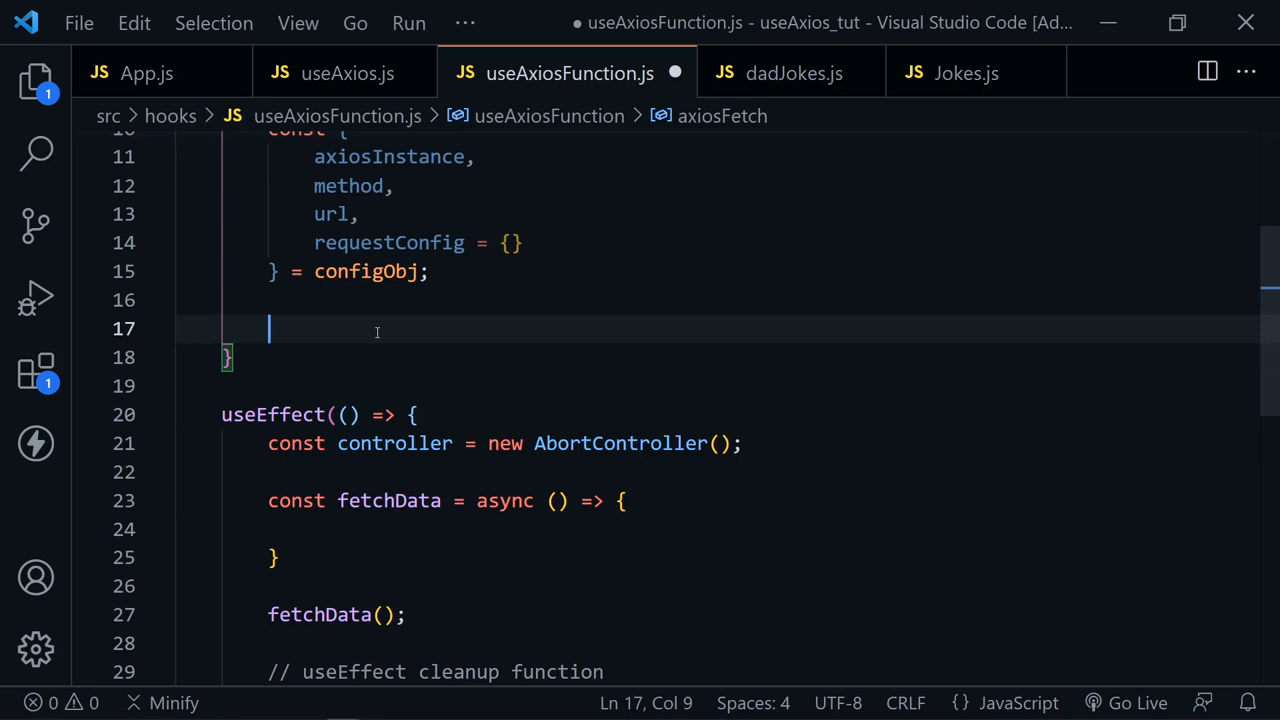 File Edit Selection View Go Run ··· ● useAxiosFunction.js - useAxios_tut - Visual Studio Code [Ad...
JS App.js JS useAxios.js JS useAxiosFunction.js ● JS dadJokes.js JS Jokes.js ···
src > hooks > JS useAxiosFunction.js > useAxiosFunction > axiosFetch
10 const {
11 axiosInstance,
12 method,
13 url,
14 requestConfig = {}
15 } = configObj;
16
17
18 }
19
20 useEffect(() => {
21 const controller = new AbortController();
22
23 const fetchData = async () => {
24
25 }
26
27 fetchData();
28
29 // useEffect cleanup function
1
1
0 0 Minify Ln 17, Col 9 Spaces: 4 UTF-8 CRLF {} JavaScript Go Live